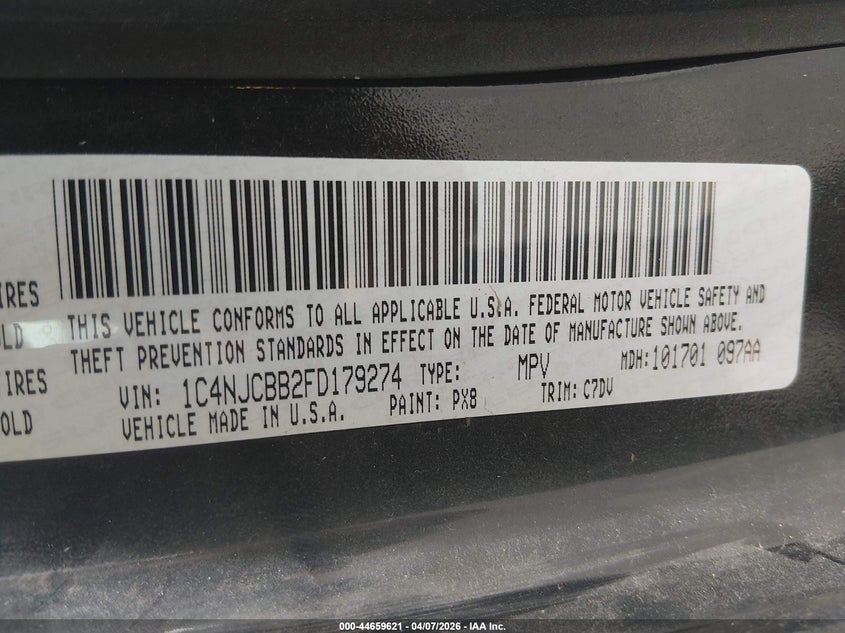 IRES
OLD
IRES
OLD
THIS VEHICLE CONFORMS TO ALL APPLICABLE U.S.A. FEDERAL MOTOR VEHICLE SAFETY AND
THEFT PREVENTION STANDARDS IN EFFECT ON THE DATE OF MANUFACTURE SHOWN ABOVE.
VIN: 1C4NJCBB2FD179274 TYPE: MPV MDH:101701 097AA
VEHICLE MADE IN U.S.A. PAINT: PX8 TRIM: C7DV
000-44659621 | 04/07/2026 - IAA Inc.